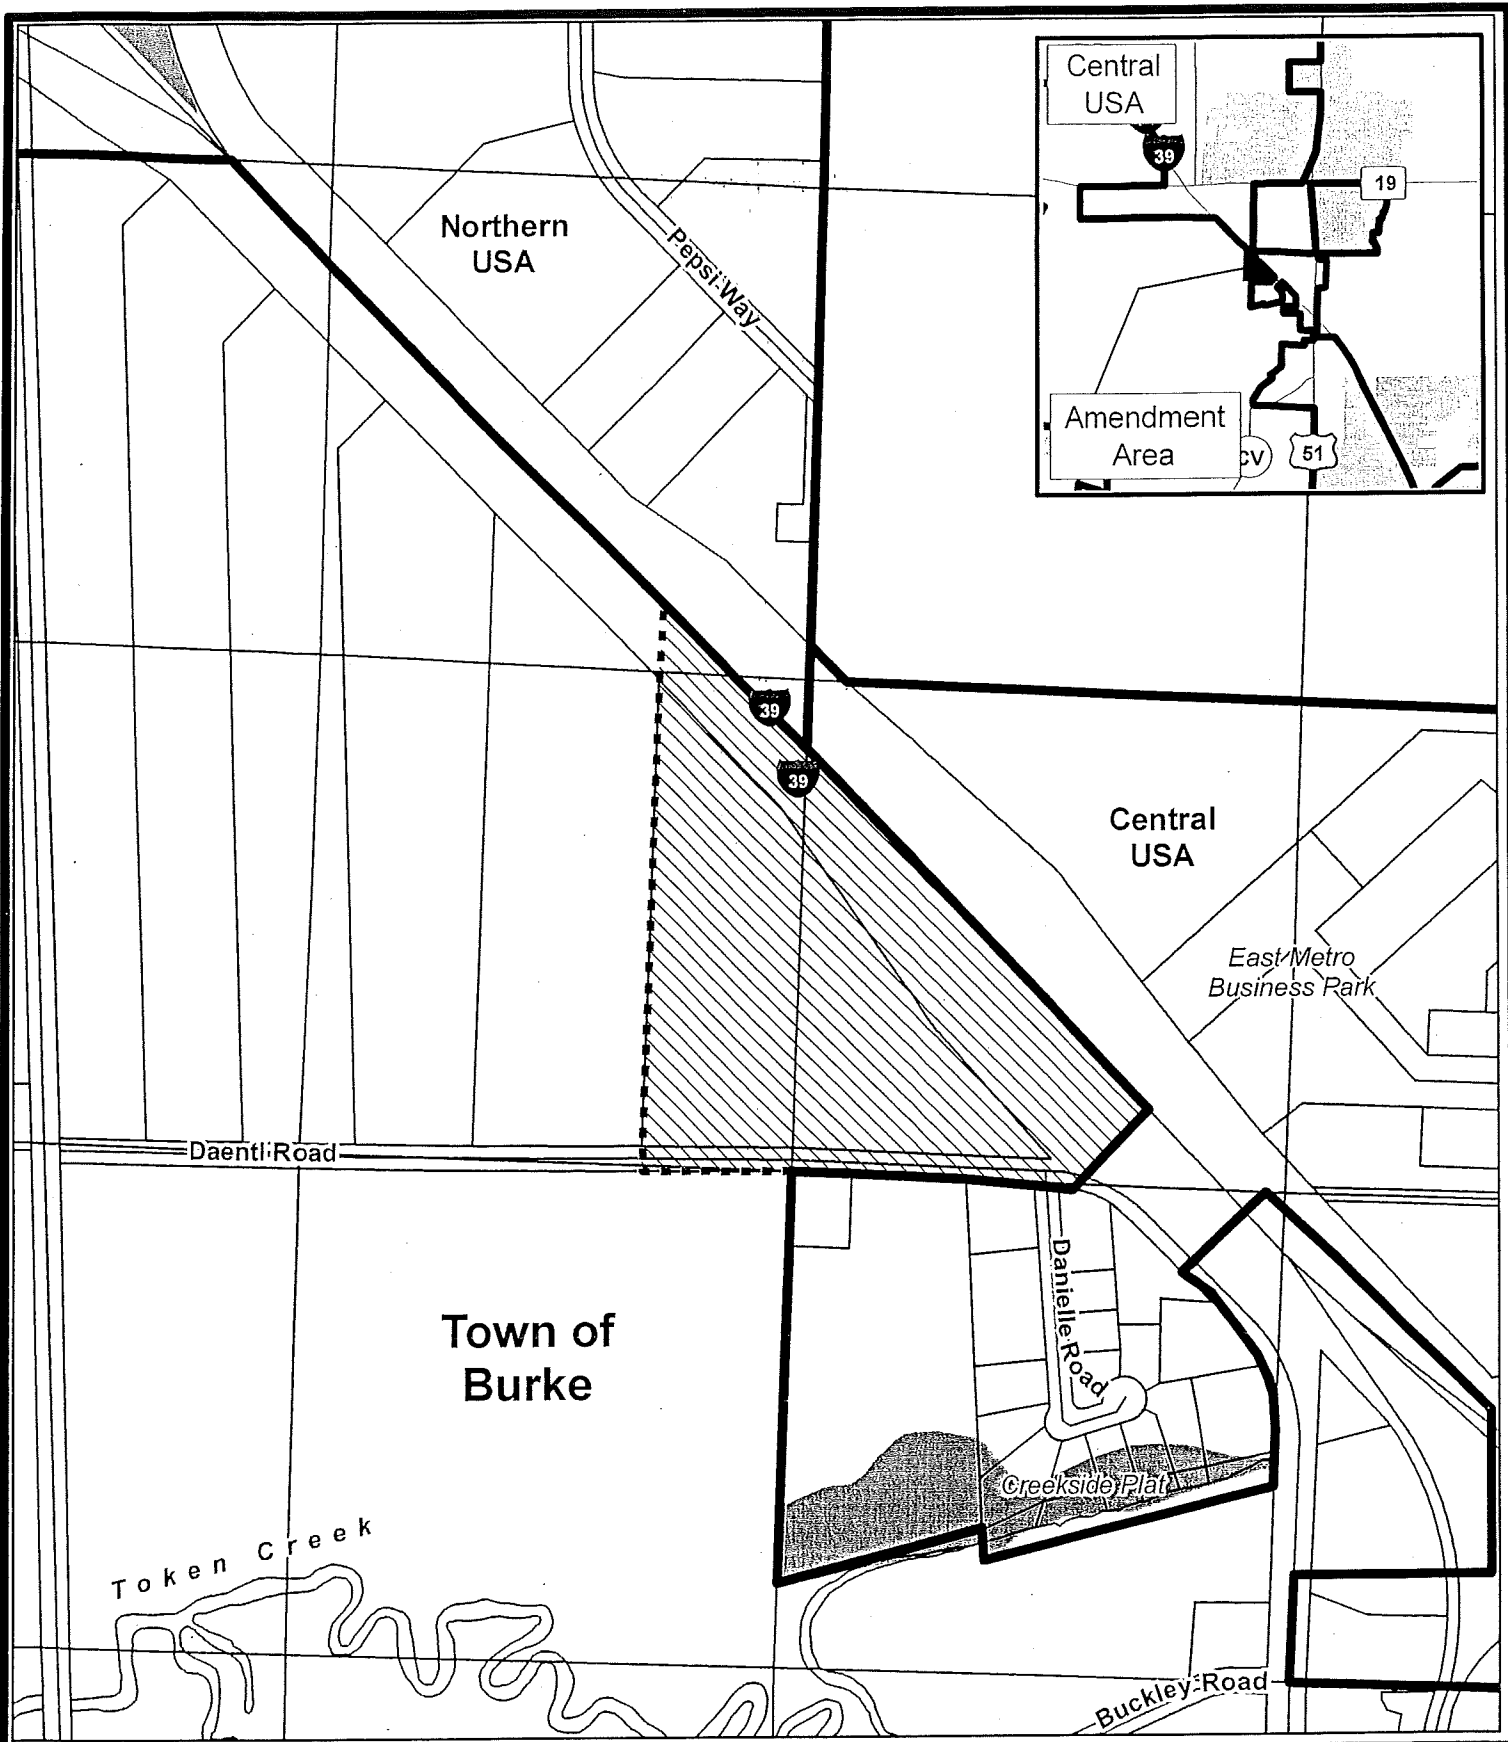 Central
USA
39
19
Amendment
Area
CV
51
Northern
USA
Pepsi Way
39
39
Central
USA
East Metro
Business Park
Daentl Road
Danielle Road
Town of
Burke
Creekside Plat
Token Creek
Buckley Road